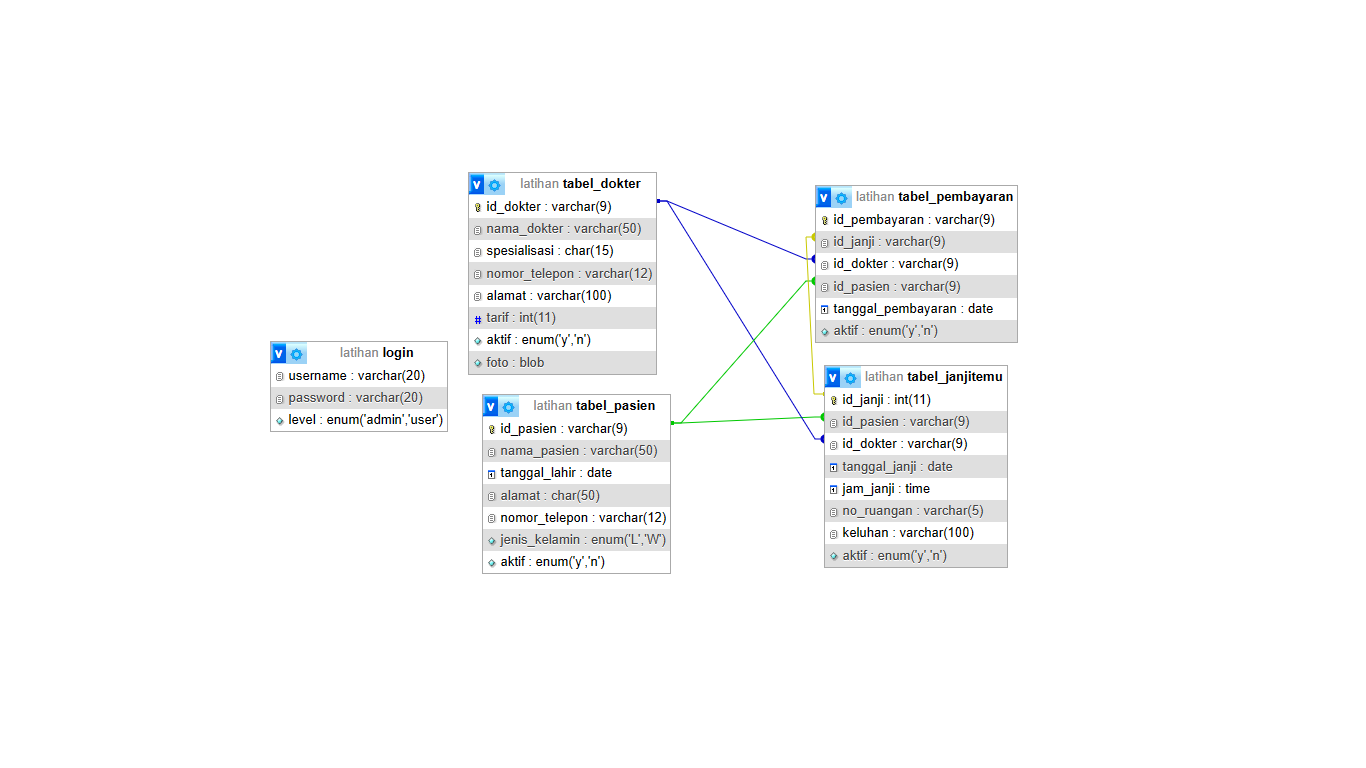 latihan login
username : varchar(20)
password : varchar(20)
level : enum('admin','user')
latihan tabel_dokter
id_dokter : varchar(9)
nama_dokter : varchar(50)
spesialisasi : char(15)
nomor_telepon : varchar(12)
alamat : varchar(100)
tarif : int(11)
aktif : enum('y','n')
foto : blob
latihan tabel_pasien
id_pasien : varchar(9)
nama_pasien : varchar(50)
tanggal_lahir : date
alamat : char(50)
nomor_telepon : varchar(12)
jenis_kelamin : enum('L','W')
aktif : enum('y','n')
latihan tabel_pembayaran
id_pembayaran : varchar(9)
id_janji : varchar(9)
id_dokter : varchar(9)
id_pasien : varchar(9)
tanggal_pembayaran : date
aktif : enum('y','n')
latihan tabel_janjitemu
id_janji : int(11)
id_pasien : varchar(9)
id_dokter : varchar(9)
tanggal_janji : date
jam_janji : time
no_ruangan : varchar(5)
keluhan : varchar(100)
aktif : enum('y','n')